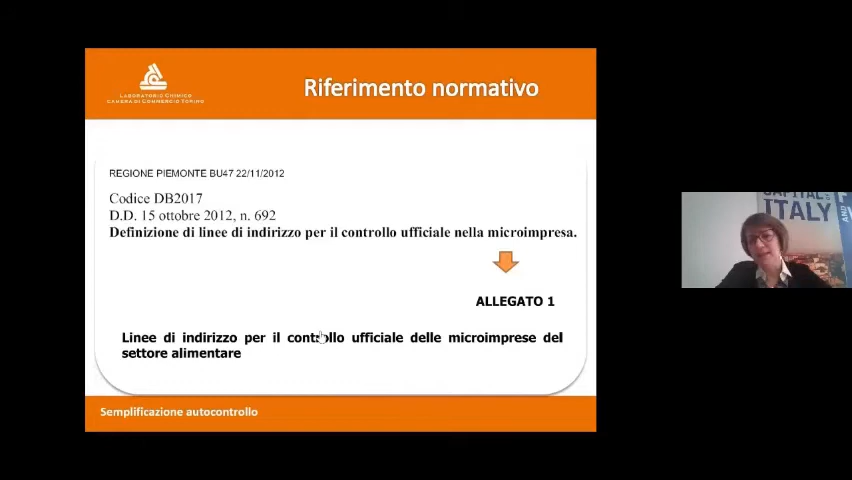 LABORATORIO CHIMICO
CAMERA DI COMMERCIO TORINO
Riferimento normativo
REGIONE PIEMONTE BU47 22/11/2012
Codice DB2017
D.D. 15 ottobre 2012, n. 692
Definizione di linee di indirizzo per il controllo ufficiale nella microimpresa.
ALLEGATO 1
Linee di indirizzo per il controllo ufficiale delle microimprese del
settore alimentare
Semplificazione autocontrollo
CAPITAL OF
ITALY
AND